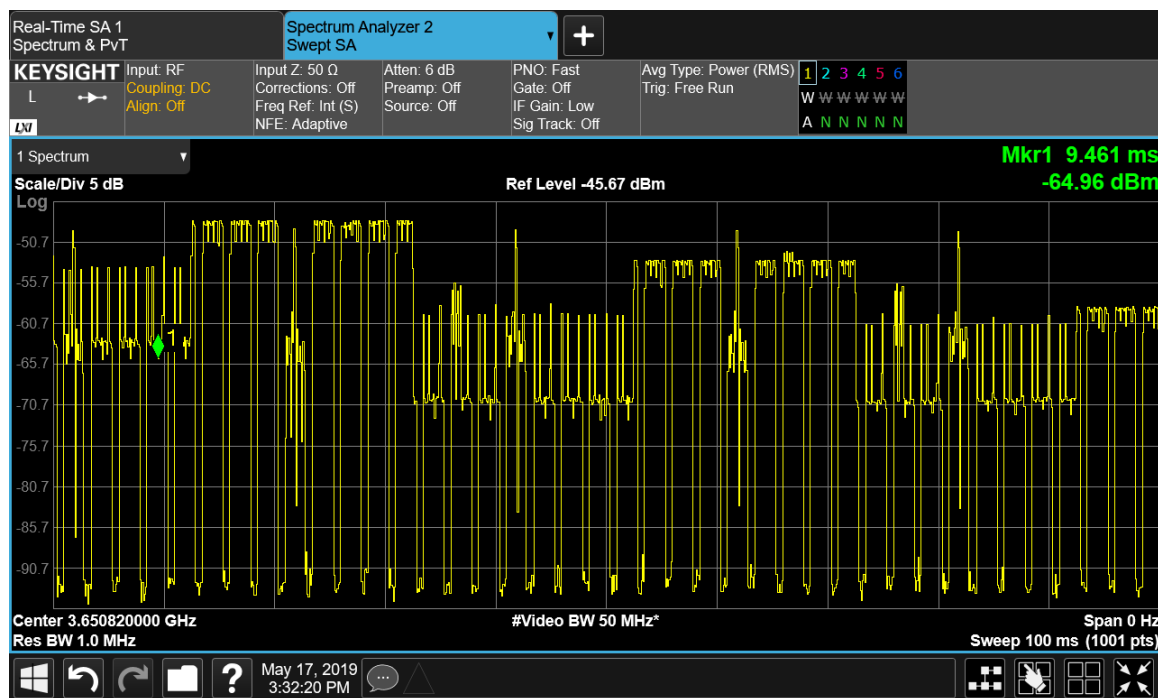 Real-Time SA 1
Spectrum & PvT
Spectrum Analyzer 2
Swept SA
KEYSIGHT
L
LXI
Input: RF
Coupling: DC
Align: Off
Input Z: 50 Ω
Corrections: Off
Freq Ref: Int (S)
NFE: Adaptive
Atten: 6 dB
Preamp: Off
Source: Off
PNO: Fast
Gate: Off
IF Gain: Low
Sig Track: Off
Avg Type: Power (RMS)
Trig: Free Run
1 2 3 4 5 6
W W W W W W
A N N N N N
1 Spectrum
Mkr1 9.461 ms
Scale/Div 5 dB
Ref Level -45.67 dBm
-64.96 dBm
Log
-50.7
-55.7
-60.7
1
-65.7
-70.7
-75.7
-80.7
-85.7
-90.7
Center 3.650820000 GHz
#Video BW 50 MHz*
Span 0 Hz
Res BW 1.0 MHz
Sweep 100 ms (1001 pts)
?
May 17, 2019
3:32:20 PM